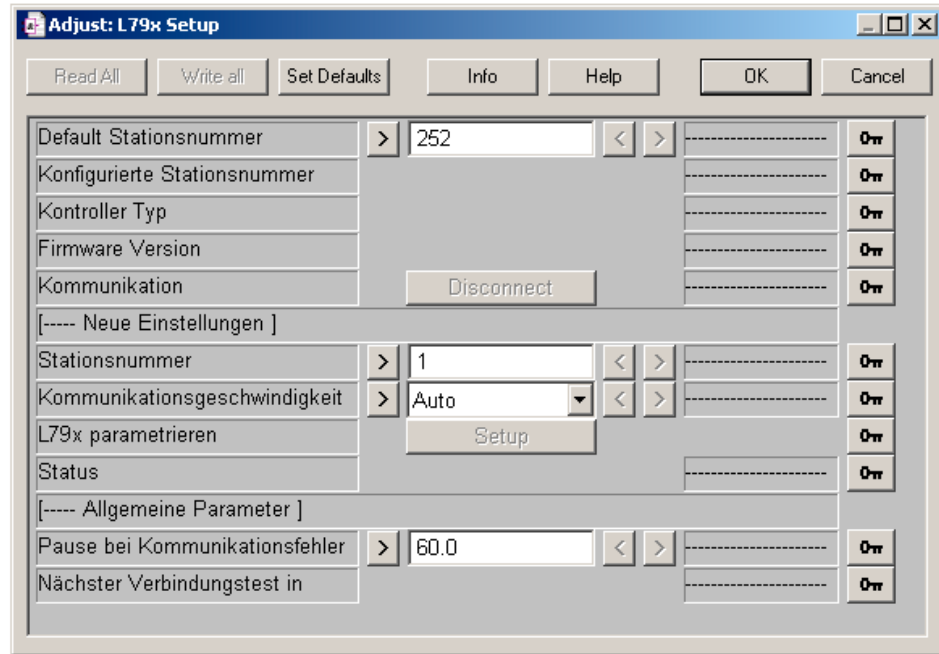 Adjust: L79x Setup
Read All Write all Set Defaults Info Help OK Cancel
Default Stationsnummer > 252 < > ---------------------
Konfigurierte Stationsnummer ---------------------
Kontroller Typ ---------------------
Firmware Version ---------------------
Kommunikation Disconnect ---------------------
[----- Neue Einstellungen ]
Stationsnummer > 1 < > ---------------------
Kommunikationsgeschwindigkeit > Auto < > ---------------------
L79x parametrieren Setup
Status ---------------------
[----- Allgemeine Parameter ]
Pause bei Kommunikationsfehler > 60.0 < > ---------------------
Nächster Verbindungstest in ---------------------